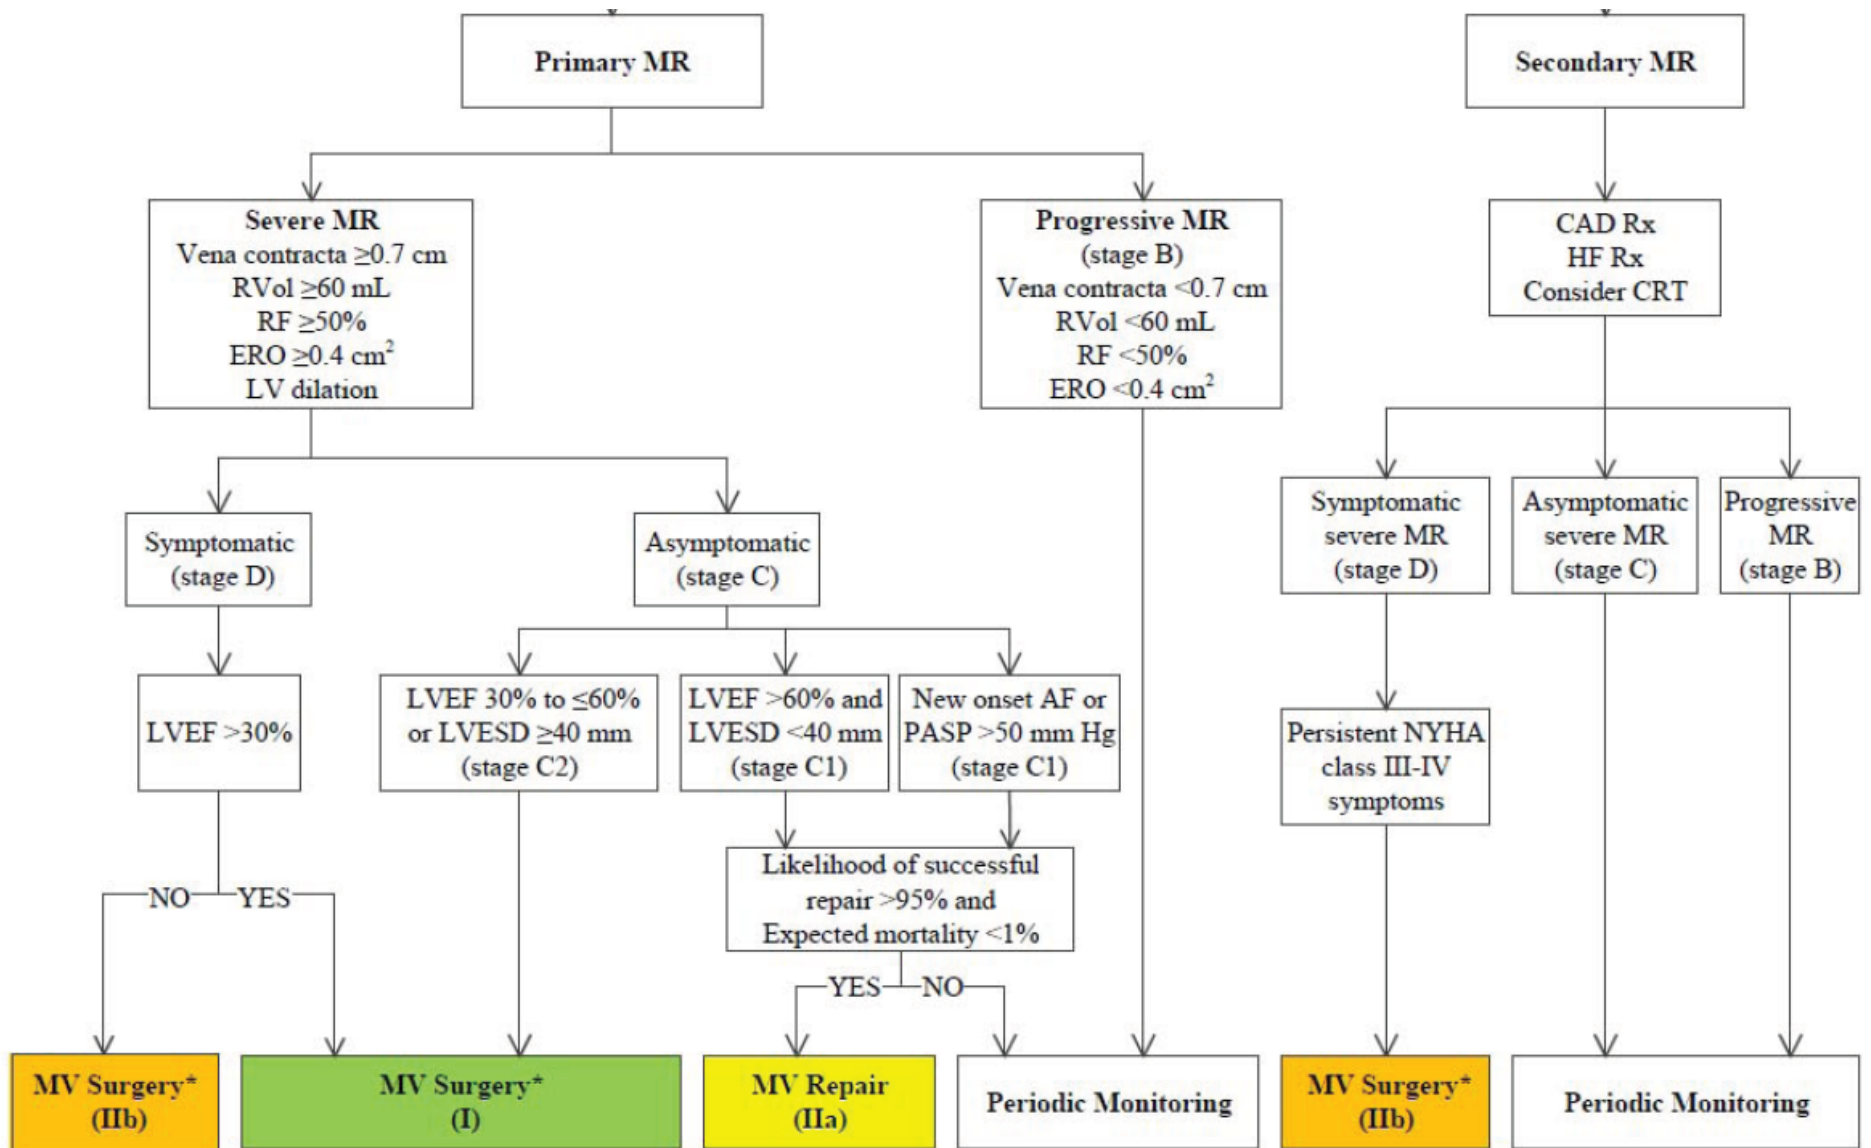 Primary MR
Secondary MR
Severe MR
Vena contracta ≥0.7 cm
RVol ≥60 mL
RF ≥50%
ERO ≥0.4 cm²
LV dilation
Progressive MR
(stage B)
Vena contracta <0.7 cm
RVol <60 mL
RF <50%
ERO <0.4 cm²
CAD Rx
HF Rx
Consider CRT
Symptomatic
(stage D)
Asymptomatic
(stage C)
Symptomatic
severe MR
(stage D)
Asymptomatic
severe MR
(stage C)
Progressive
MR
(stage B)
LVEF >30%
LVEF 30% to ≤60%
or LVESD ≥40 mm
(stage C2)
LVEF >60% and
LVESD <40 mm
(stage C1)
New onset AF or
PASP >50 mm Hg
(stage C1)
Persistent NYHA
class III-IV
symptoms
Likelihood of successful
repair >95% and
Expected mortality <1%
NO
YES
YES
NO
MV Surgery*
(IIb)
MV Surgery*
(I)
MV Repair
(IIa)
Periodic Monitoring
MV Surgery*
(IIb)
Periodic Monitoring